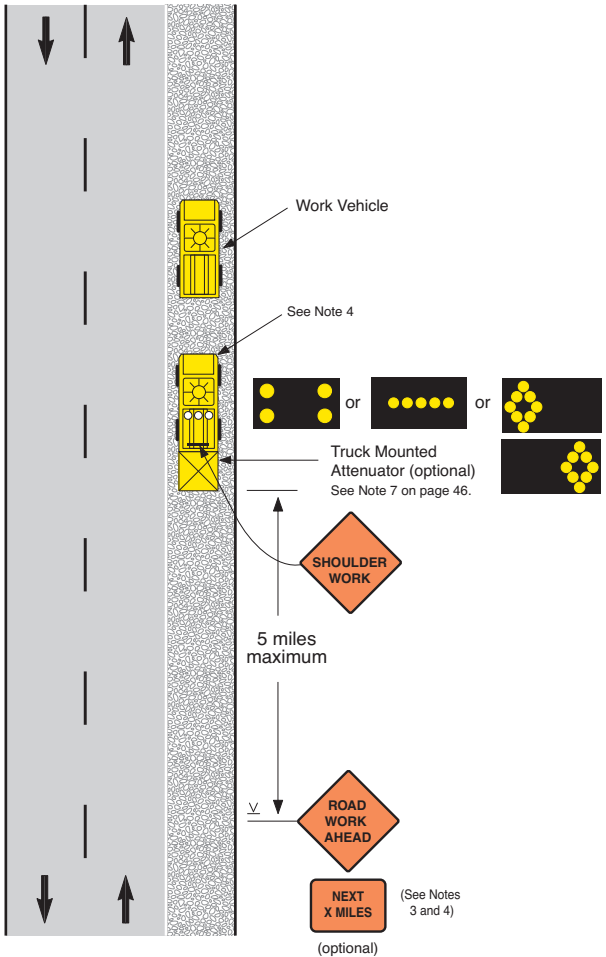 Work Vehicle
See Note 4
or
or
Truck Mounted
Attenuator (optional)
See Note 7 on page 46.
SHOULDER
WORK
5 miles
maximum
ROAD
WORK
AHEAD
NEXT
X MILES
(See Notes
3 and 4)
(optional)